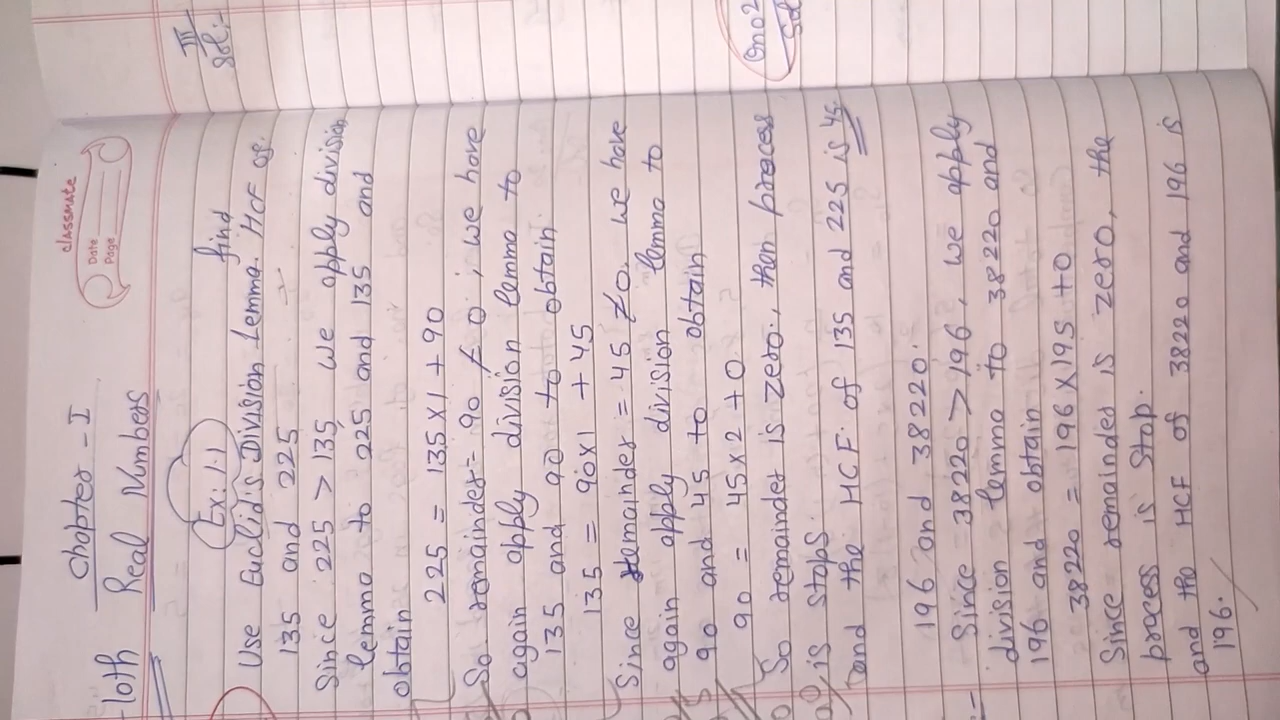 classmate
Date
Page
Chapter - I
10th Real Numbers
Ex:1.1
find
Use Euclid's Division Lemma. HCF of.
135 and 225
Since 225 > 135, we apply division
lemma to 225 and 135 and
obtain
225 = 135 × 1 + 90
So remainder = 90 ≠ 0, we have
again apply division lemma to
135 and 90 to obtain.
135 = 90×1 + 45
Since remainder = 45 ≠ 0. we have
again apply division lemma to
90 and 45 to obtain
90 = 45 × 2 + 0
So remainder is zero, then process
is stops.
and the HCF. of 135 and 225 is 45.
196 and 38220.
Since = 38220 > 196, we apply
division lemma to 38220 and
196 and obtain
38220 = 196 × 195 + 0
Since remainder is zero, the
process is stop.
and the HCF of 38220 and 196 is
196.
III
Sol:-
Qno2
Sol